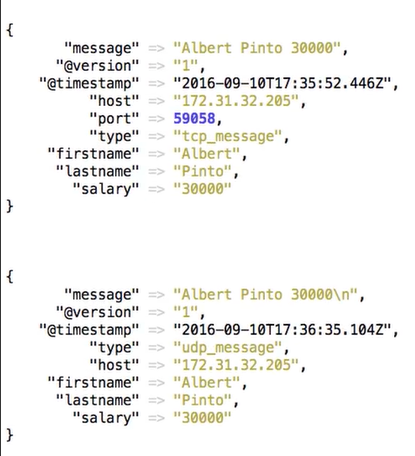 {
"message" => "Albert Pinto 30000",
"@version" => "1",
"@timestamp" => "2016-09-10T17:35:52.446Z",
"host" => "172.31.32.205",
"port" => 59058,
"type" => "tcp_message",
"firstname" => "Albert",
"lastname" => "Pinto",
"salary" => "30000"
}
{
"message" => "Albert Pinto 30000\n",
"@version" => "1",
"@timestamp" => "2016-09-10T17:36:35.104Z",
"type" => "udp_message",
"host" => "172.31.32.205",
"firstname" => "Albert",
"lastname" => "Pinto",
"salary" => "30000"
}